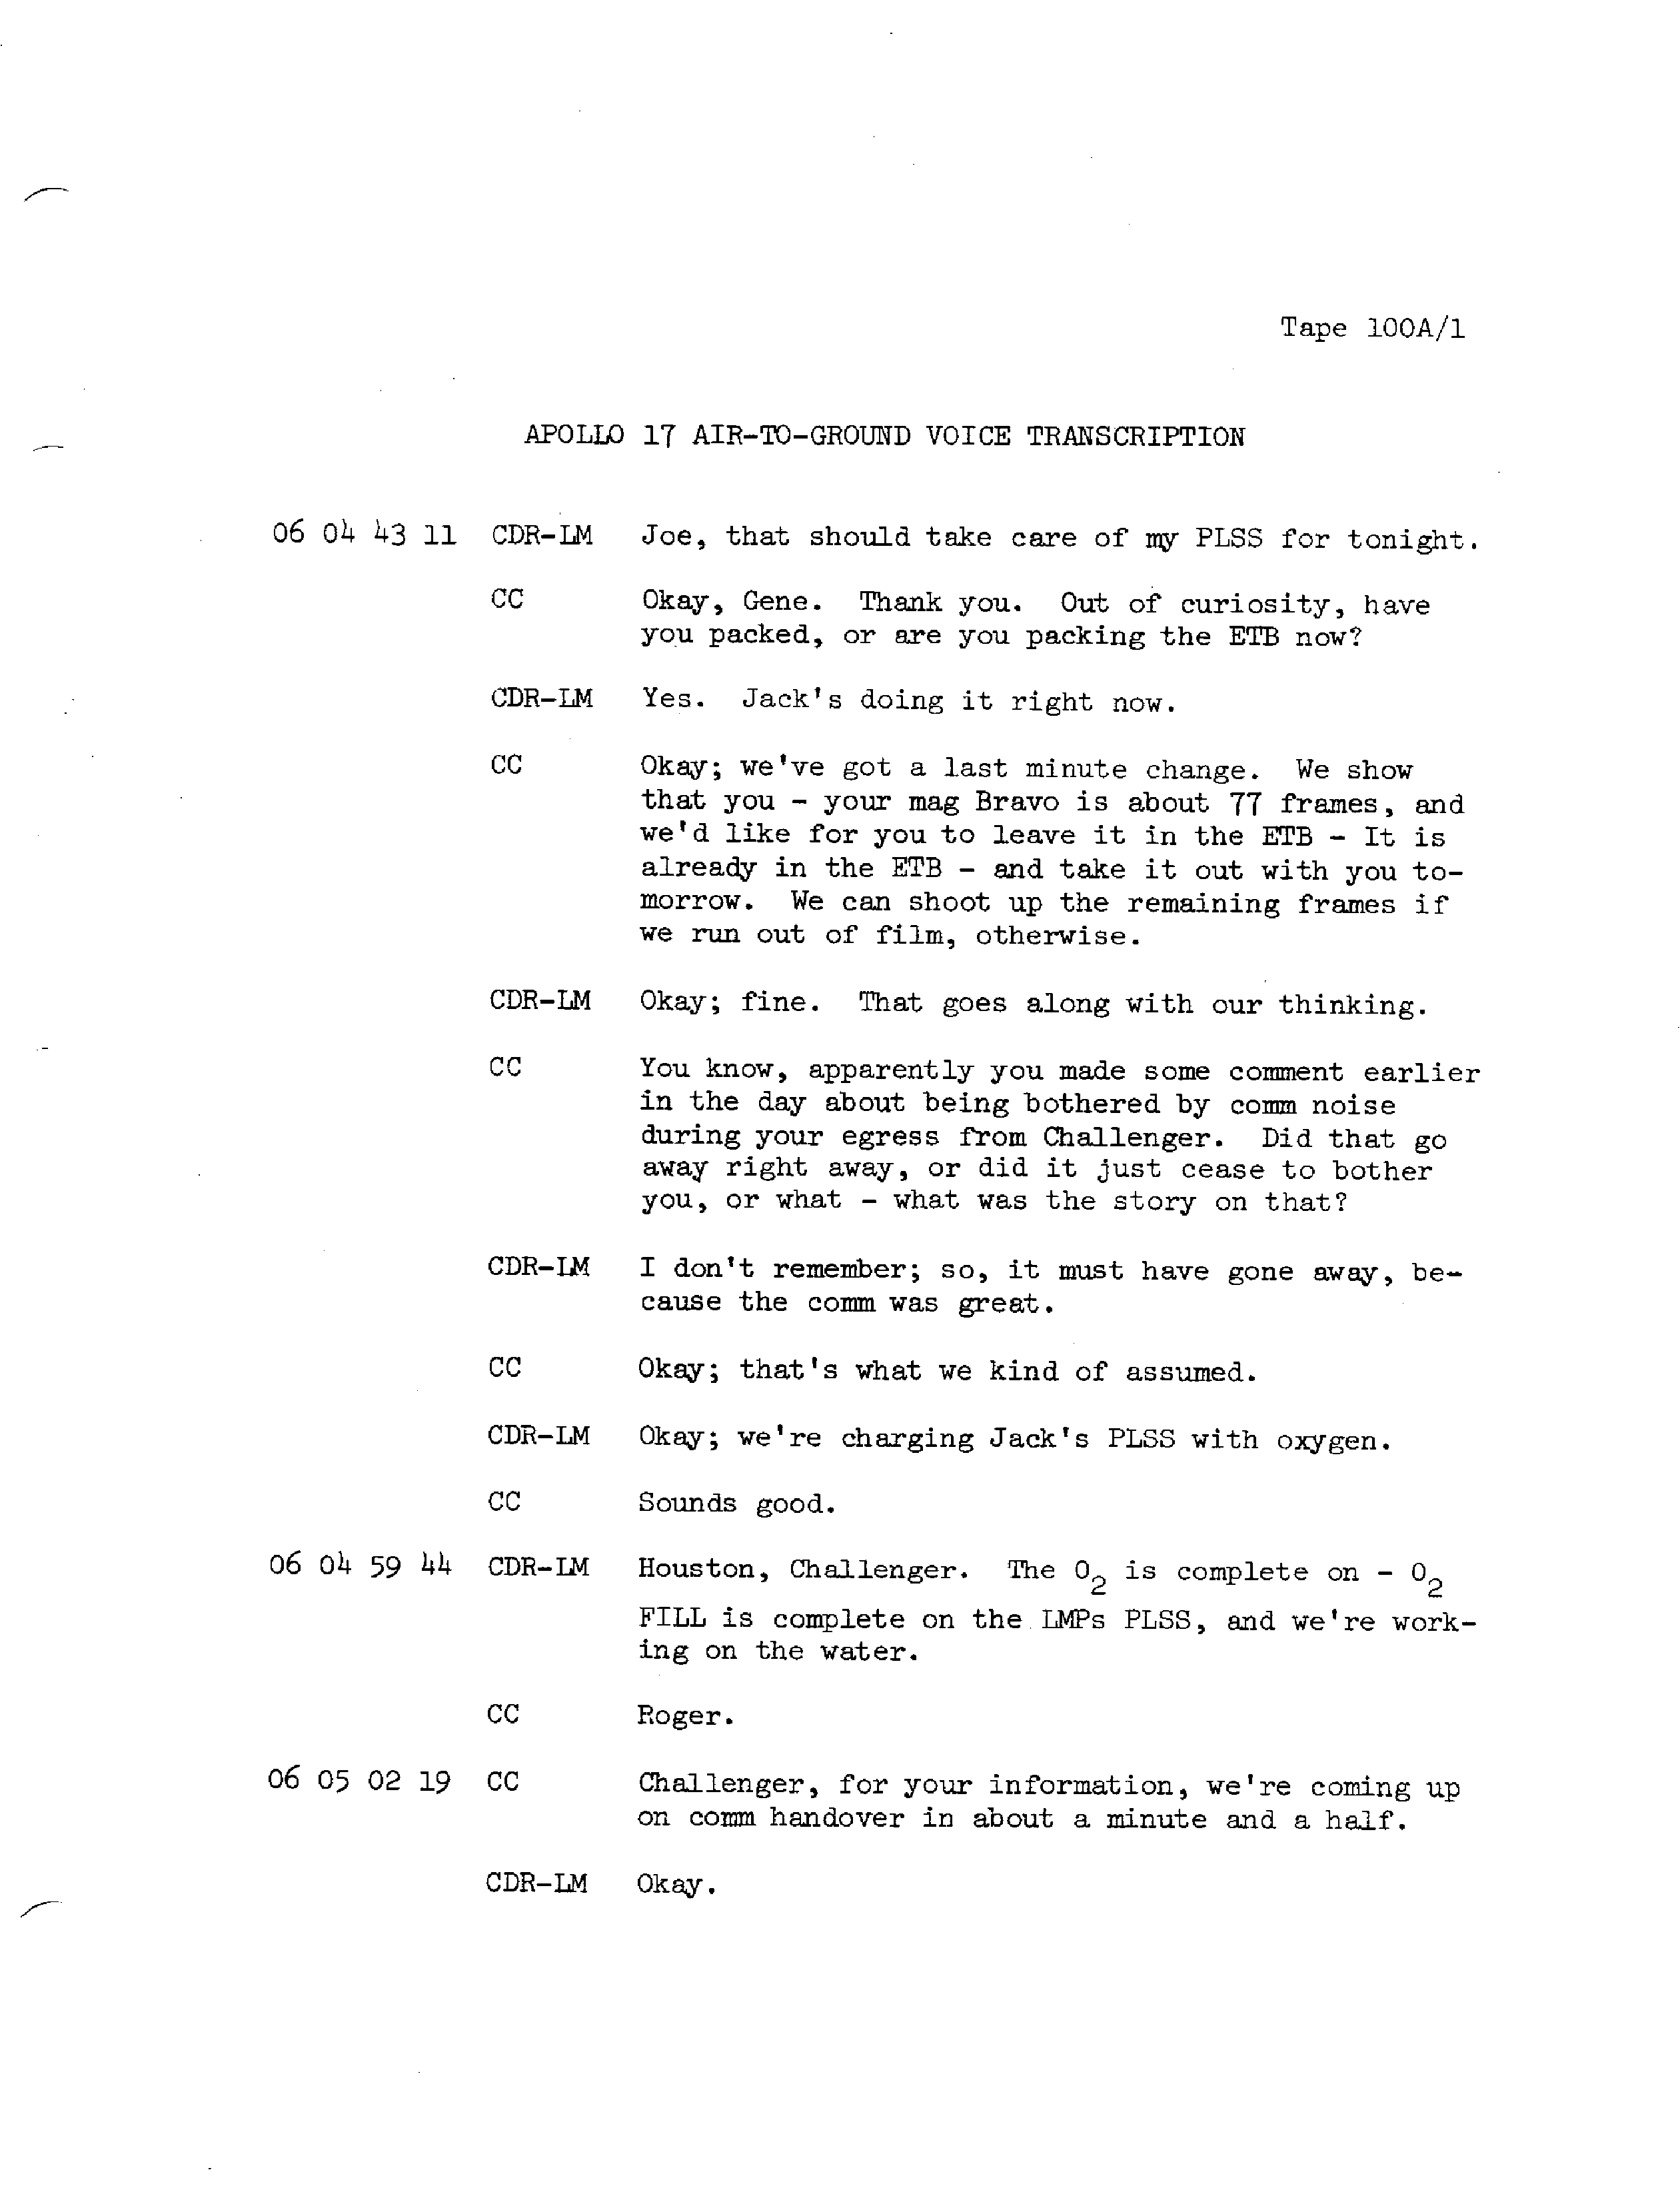 Tape 100A/1
APOLLO 17 AIR-TO-GROUND VOICE TRANSCRIPTION
06 04 43 11 CDR-LM Joe, that should take care of my PLSS for tonight.
CC Okay, Gene. Thank you. Out of curiosity, have
you packed, or are you packing the ETB now?
CDR-LM Yes. Jack's doing it right now.
CC Okay; we've got a last minute change. We show
that you - your mag Bravo is about 77 frames, and
we'd like for you to leave it in the ETB - It is
already in the ETB - and take it out with you to-
morrow. We can shoot up the remaining frames if
we run out of film, otherwise.
CDR-LM Okay; fine. That goes along with our thinking.
CC You know, apparently you made some comment earlier
in the day about being bothered by comm noise
during your egress from Challenger. Did that go
away right away, or did it just cease to bother
you, or what - what was the story on that?
CDR-LM I don't remember; so, it must have gone away, be-
cause the comm was great.
CC Okay; that's what we kind of assumed.
CDR-LM Okay; we're charging Jack's PLSS with oxygen.
CC Sounds good.
06 04 59 44 CDR-LM Houston, Challenger. The O2 is complete on - O2
FILL is complete on the LMPs PLSS, and we're work-
ing on the water.
CC Roger.
06 05 02 19 CC Challenger, for your information, we're coming up
on comm handover in about a minute and a half.
CDR-LM Okay.